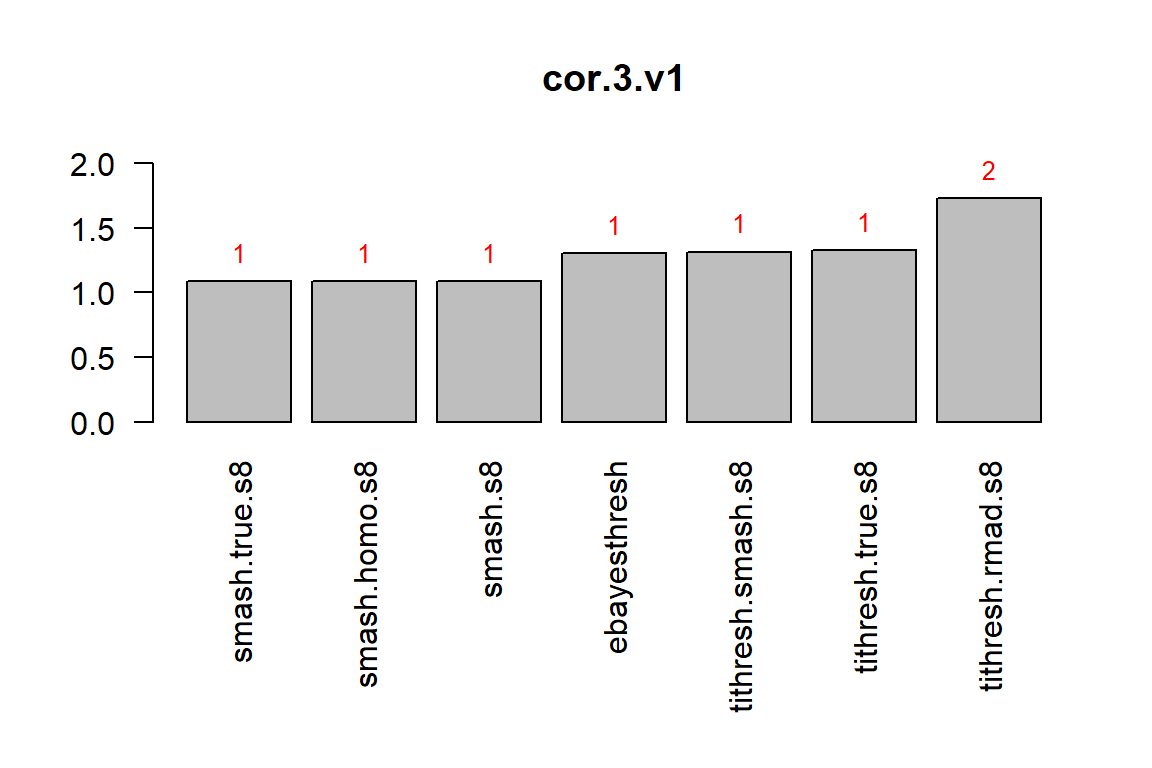 cor.3.v1
2.0
1.5
1.0
0.5
0.0
1
1
1
1
1
1
2
smash.true.s8
smash.homo.s8
smash.s8
ebayesthresh
tithresh.smash.s8
tithresh.true.s8
tithresh.rmad.s8